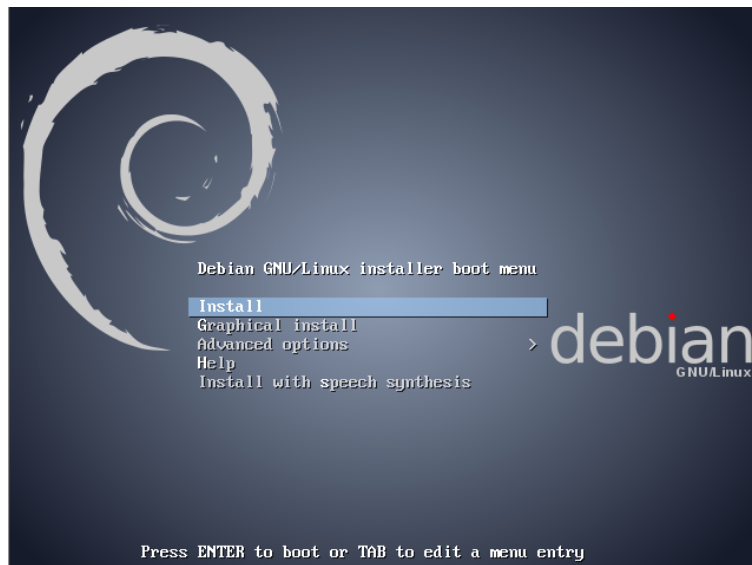 Debian GNU/Linux installer boot menu
Install
Graphical install
Advanced options >
Help
Install with speech synthesis
debian
GNU/Linux
Press ENTER to boot or TAB to edit a menu entry